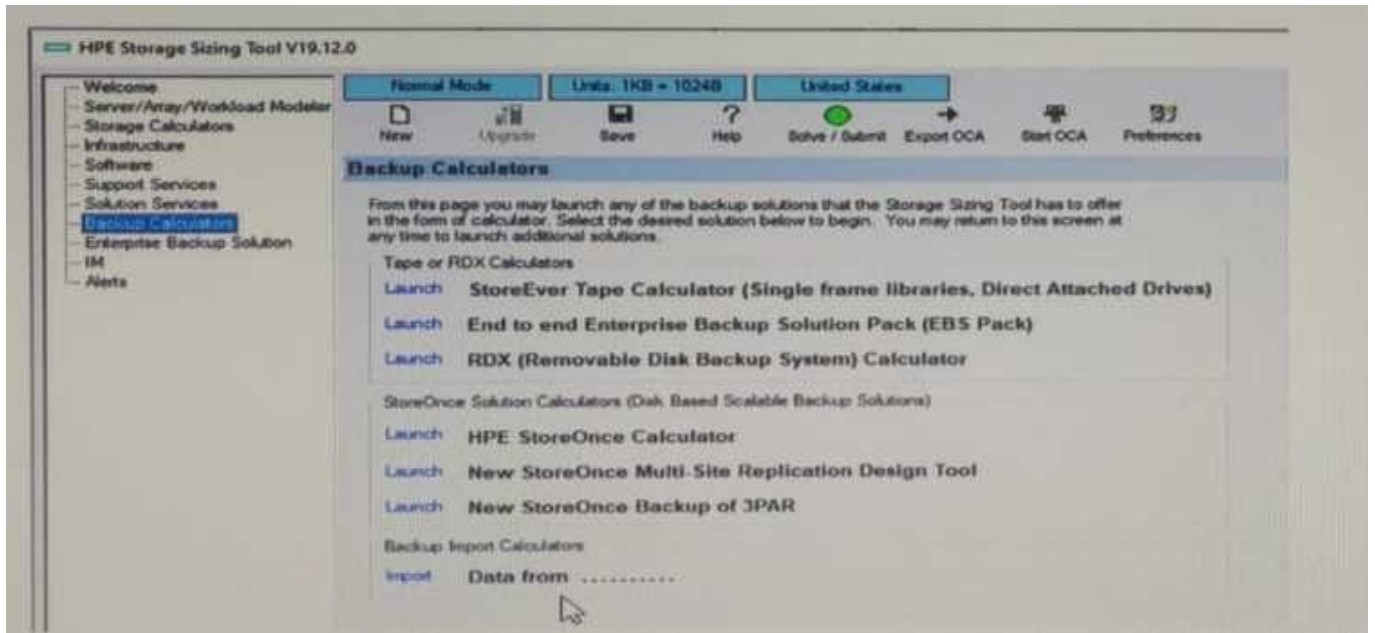 HPE Storage Sizing Tool V19.12.0
Welcome
Server/Array/Workload Modeler
Storage Calculators
Infrastructure
Software
Support Services
Solution Services
Backup Calculators
Enterprise Backup Solution
IM
Alerts
Normal Mode
Units: 1KB = 1024B
United States
New
Upgrade
Save
? Help
Solve / Submit
Export OCA
Start OCA
Preferences
Backup Calculators
From this page you may launch any of the backup solutions that the Storage Sizing Tool has to offer
in the form of calculator. Select the desired solution below to begin. You may return to this screen at
any time to launch additional solutions.
Tape or RDX Calculators
Launch StoreEver Tape Calculator (Single frame libraries, Direct Attached Drives)
Launch End to end Enterprise Backup Solution Pack (EBS Pack)
Launch RDX (Removable Disk Backup System) Calculator
StoreOnce Solution Calculators (Disk Based Scalable Backup Solutions)
Launch HPE StoreOnce Calculator
Launch New StoreOnce Multi-Site Replication Design Tool
Launch New StoreOnce Backup of 3PAR
Backup Import Calculators
Import Data from ..........